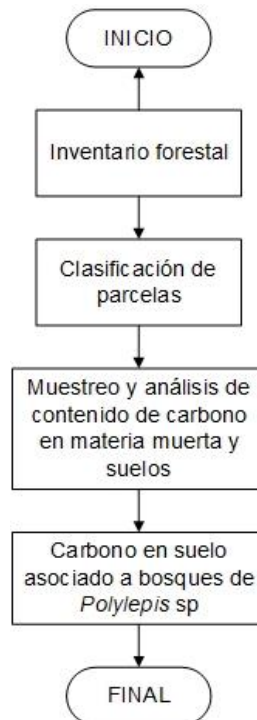 INICIO
Inventario forestal
Clasificación de
parcelas
Muestreo y análisis de
contenido de carbono
en materia muerta y
suelos
Carbono en suelo
asociado a bosques de
Polylepis sp
FINAL